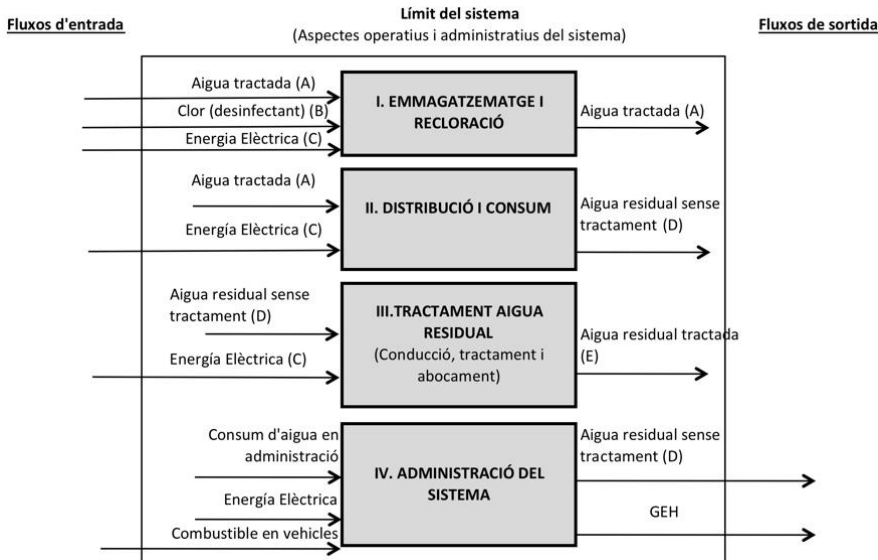 Límit del sistema
Fluxos d'entrada
(Aspectes operatius i administratius del sistema)
Fluxos de sortida
Aigua tractada (A)
Clor (desinfectant) (B)
Energia Elèctrica (C)
I. EMMAGATZEMATGE I
RECLORACIÓ
Aigua tractada (A)
Aigua tractada (A)
Energía Elèctrica (C)
II. DISTRIBUCIÓ I CONSUM
Aigua residual sense
tractament (D)
Aigua residual sense
tractament (D)
Energía Elèctrica (C)
III.TRACTAMENT AIGUA
RESIDUAL
(Conducció, tractament i
abocament)
Aigua residual tractada
(E)
Consum d'aigua en
administració
Energía Elèctrica
Combustible en vehicles
IV. ADMINISTRACIÓ DEL
SISTEMA
Aigua residual sense
tractament (D)
GEH